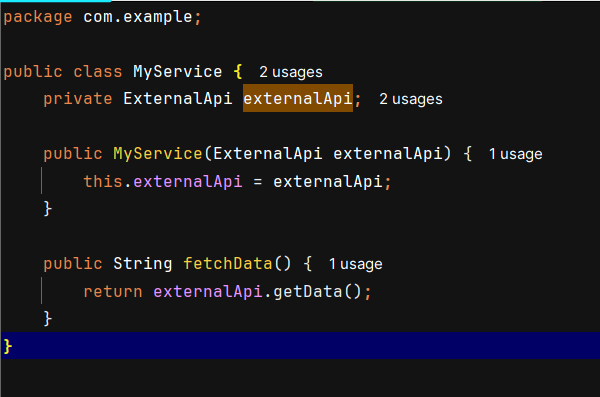 package com.example;
public class MyService { 2 usages
private ExternalApi externalApi; 2 usages
public MyService(ExternalApi externalApi) { 1 usage
this.externalApi = externalApi;
}
public String fetchData() { 1 usage
return externalApi.getData();
}
}